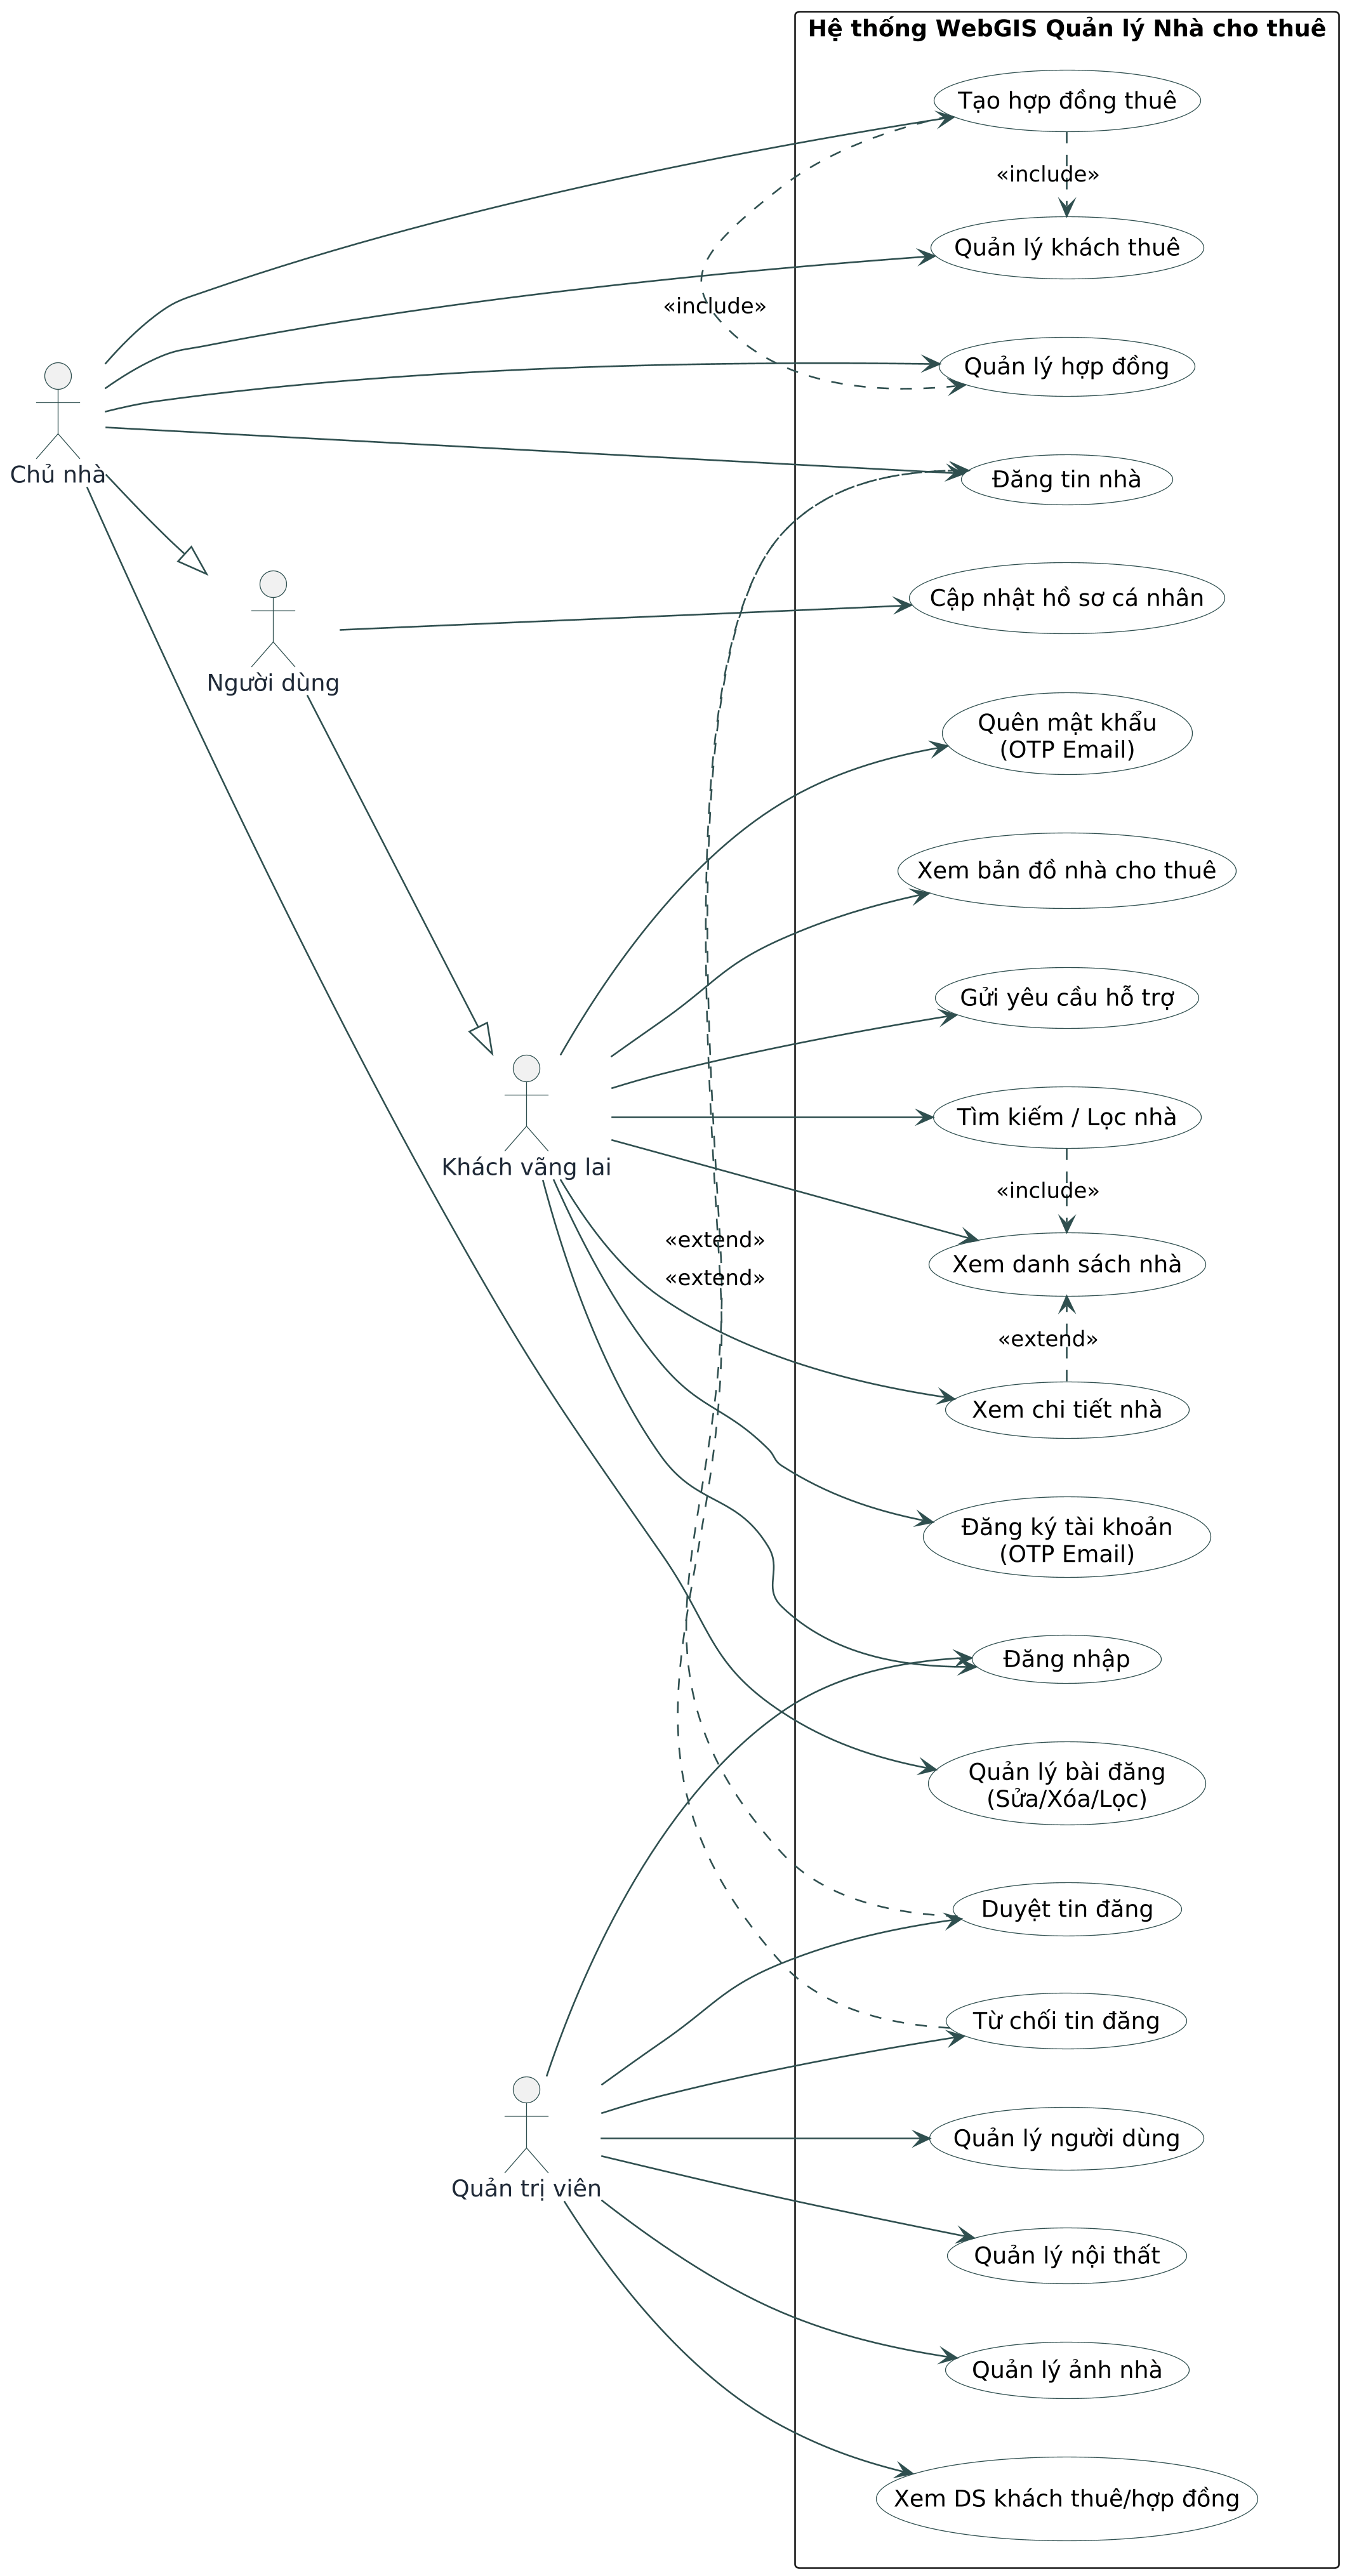 Hệ thống WebGIS Quản lý Nhà cho thuê
Tạo hợp đồng thuê
«include»
Quản lý khách thuê
«include»
Quản lý hợp đồng
Chủ nhà
Đăng tin nhà
Cập nhật hồ sơ cá nhân
Người dùng
Quên mật khẩu
(OTP Email)
Xem bản đồ nhà cho thuê
Gửi yêu cầu hỗ trợ
Tìm kiếm / Lọc nhà
Khách vãng lai
«include»
«extend»
Xem danh sách nhà
«extend»
«extend»
Xem chi tiết nhà
Đăng ký tài khoản
(OTP Email)
Đăng nhập
Quản lý bài đăng
(Sửa/Xóa/Lọc)
Duyệt tin đăng
Từ chối tin đăng
Quản lý người dùng
Quản trị viên
Quản lý nội thất
Quản lý ảnh nhà
Xem DS khách thuê/hợp đồng